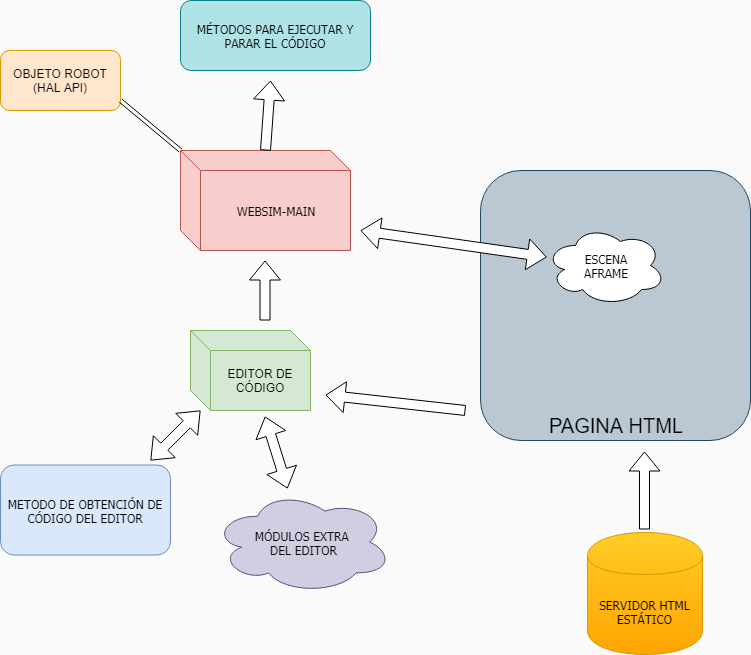 MÉTODOS PARA EJECUTAR Y
PARAR EL CÓDIGO
OBJETO ROBOT
(HAL API)
WEBSIM-MAIN
ESCENA
AFRAME
EDITOR DE
CÓDIGO
PAGINA HTML
METODO DE OBTENCIÓN DE
CÓDIGO DEL EDITOR
MÓDULOS EXTRA
DEL EDITOR
SERVIDOR HTML
ESTÁTICO